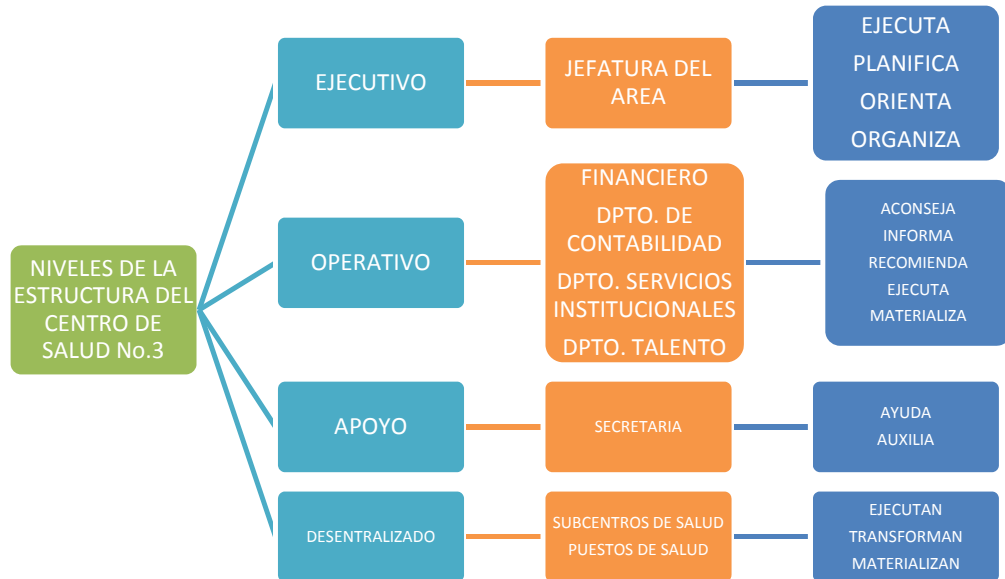 NIVELES DE LA
ESTRUCTURA DEL
CENTRO DE
SALUD No.3
EJECUTIVO
JEFATURA DEL
AREA
EJECUTA
PLANIFICA
ORIENTA
ORGANIZA
OPERATIVO
FINANCIERO
DPTO. DE
CONTABILIDAD
DPTO. SERVICIOS
INSTITUCIONALES
DPTO. TALENTO
ACONSEJA
INFORMA
RECOMIENDA
EJECUTA
MATERIALIZA
APOYO
SECRETARIA
AYUDA
AUXILIA
DESENTRALIZADO
SUBCENTROS DE SALUD
PUESTOS DE SALUD
EJECUTAN
TRANSFORMAN
MATERIALIZAN